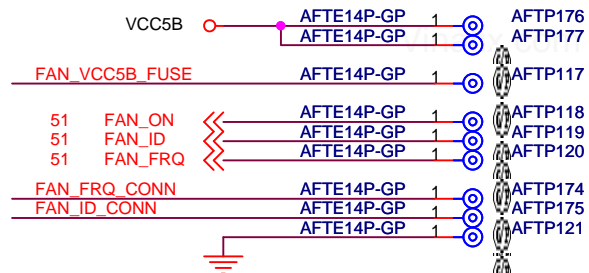 VCC5B AFTE14P-GP 1 AFTP176
AFTE14P-GP 1 AFTP177
FAN_VCC5B_FUSE AFTE14P-GP 1 AFTP117
51 FAN_ON AFTE14P-GP 1 AFTP118
51 FAN_ID AFTE14P-GP 1 AFTP119
51 FAN_FRQ AFTE14P-GP 1 AFTP120
FAN_FRQ_CONN AFTE14P-GP 1 AFTP174
FAN_ID_CONN AFTE14P-GP 1 AFTP175
AFTE14P-GP 1 AFTP121